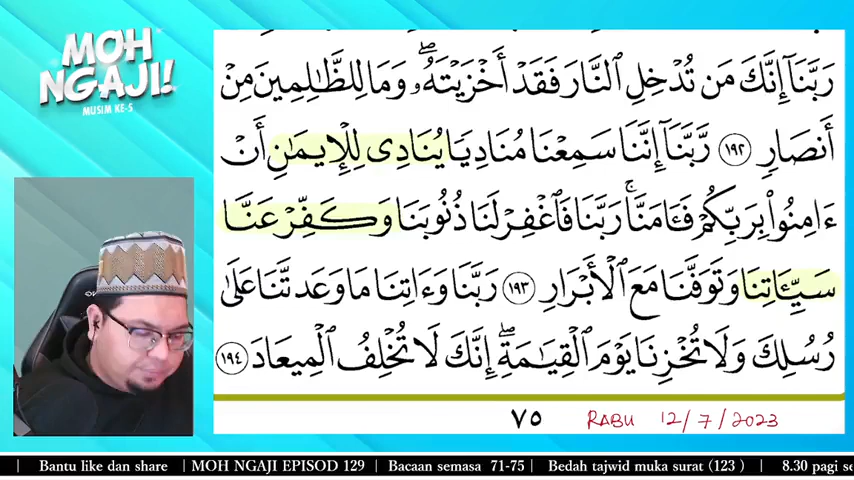 MOH
NGAJI!
MUSIM KE-5
رَبَّنَآ إِنَّكَ مَن تُدْخِلِ ٱلنَّارَ فَقَدْ أَخْزَيْتَهُۥۖ وَمَا لِلظَّـٰلِمِينَ مِنْ
أَنصَارٍ ١٩٢ رَّبَّنَآ إِنَّنَا سَمِعْنَا مُنَادِيًا يُنَادِى لِلْإِيمَـٰنِ أَنْ
ءَامِنُوا۟ بِرَبِّكُمْ فَـَٔامَنَّاۚ رَبَّنَا فَٱغْفِرْ لَنَا ذُنُوبَنَا وَكَفِّرْ عَنَّا
سَيِّـَٔاتِنَا وَتَوَفَّنَا مَعَ ٱلْأَبْرَارِ ١٩٣ رَبَّنَا وَءَاتِنَا مَا وَعَدتَّنَا عَلَىٰ
رُسُلِكَ وَلَا تُخْزِنَا يَوْمَ ٱلْقِيَـٰمَةِۖ إِنَّكَ لَا تُخْلِفُ ٱلْمِيعَادَ ١٩٤
٧٥ RABU 12/7/2023
| Bantu like dan share | MOH NGAJI EPISOD 129 | Bacaan semasa 71-75 | Bedah tajwid muka surat (123 ) | 8.30 pagi se